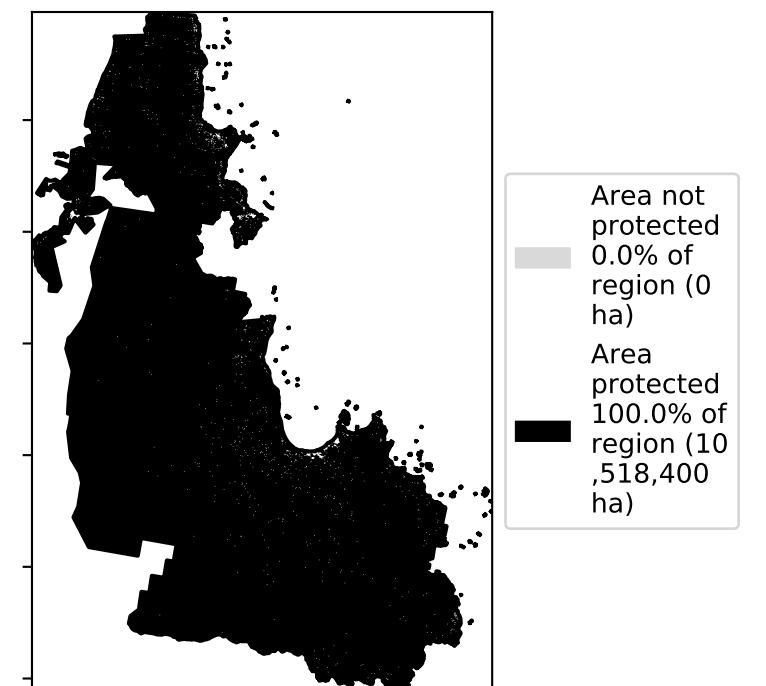 Area not
protected
0.0% of
region (0
ha)
Area
protected
100.0% of
region (10
,518,400
ha)